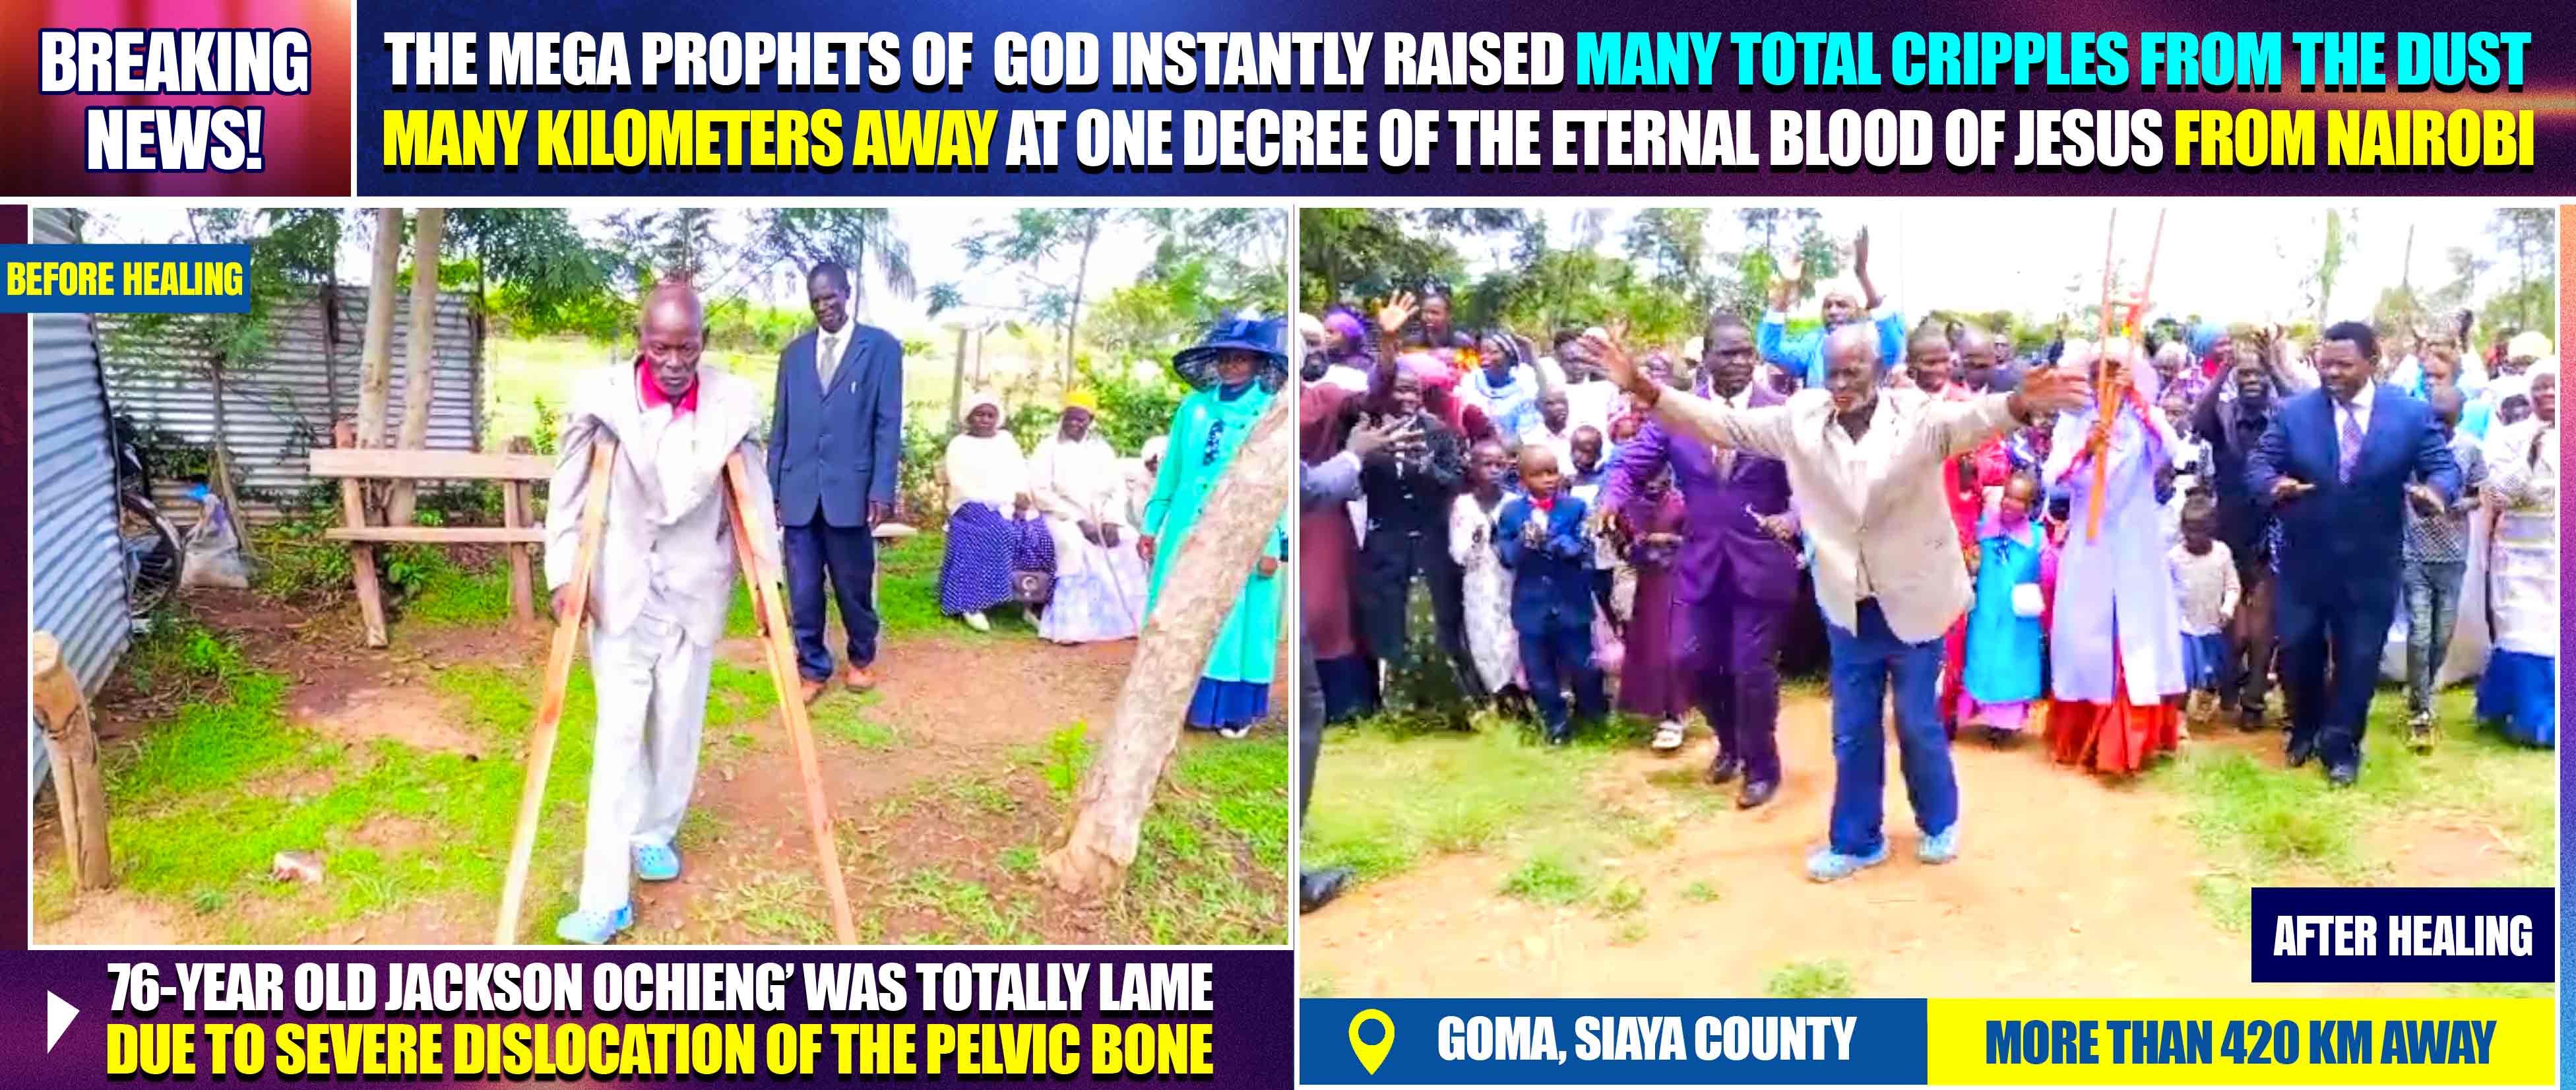 BREAKING
NEWS!
THE MEGA PROPHETS OF GOD INSTANTLY RAISED MANY TOTAL CRIPPLES FROM THE DUST
MANY KILOMETERS AWAY AT ONE DECREE OF THE ETERNAL BLOOD OF JESUS FROM NAIROBI
BEFORE HEALING
AFTER HEALING
76-YEAR OLD JACKSON OCHIENG' WAS TOTALLY LAME
DUE TO SEVERE DISLOCATION OF THE PELVIC BONE
GOMA, SIAYA COUNTY
MORE THAN 420 KM AWAY